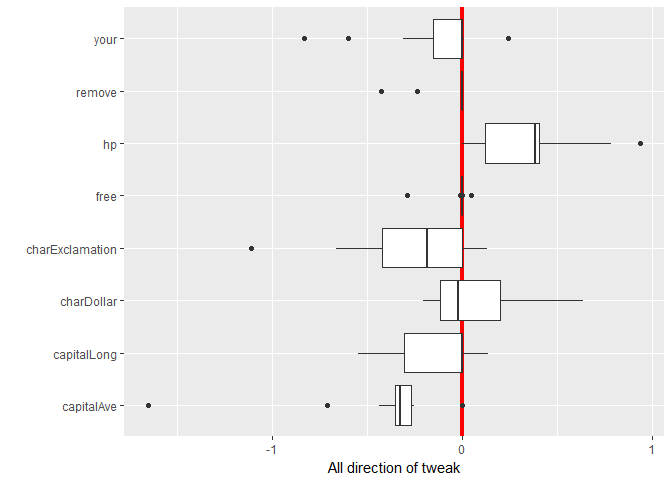 your
remove
hp
free
charExclamation
charDollar
capitalLong
capitalAve
-1
0
1
All direction of tweak